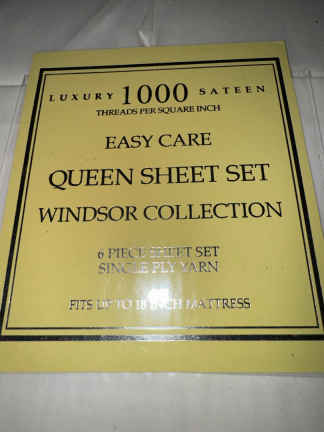 LUXURY 1000 SATEEN
THREADS PER SQUARE INCH
EASY CARE
QUEEN SHEET SET
WINDSOR COLLECTION
6 PIECE SHEET SET
SINGLE PLY YARN
FITS UP TO 18 INCH MATTRESS